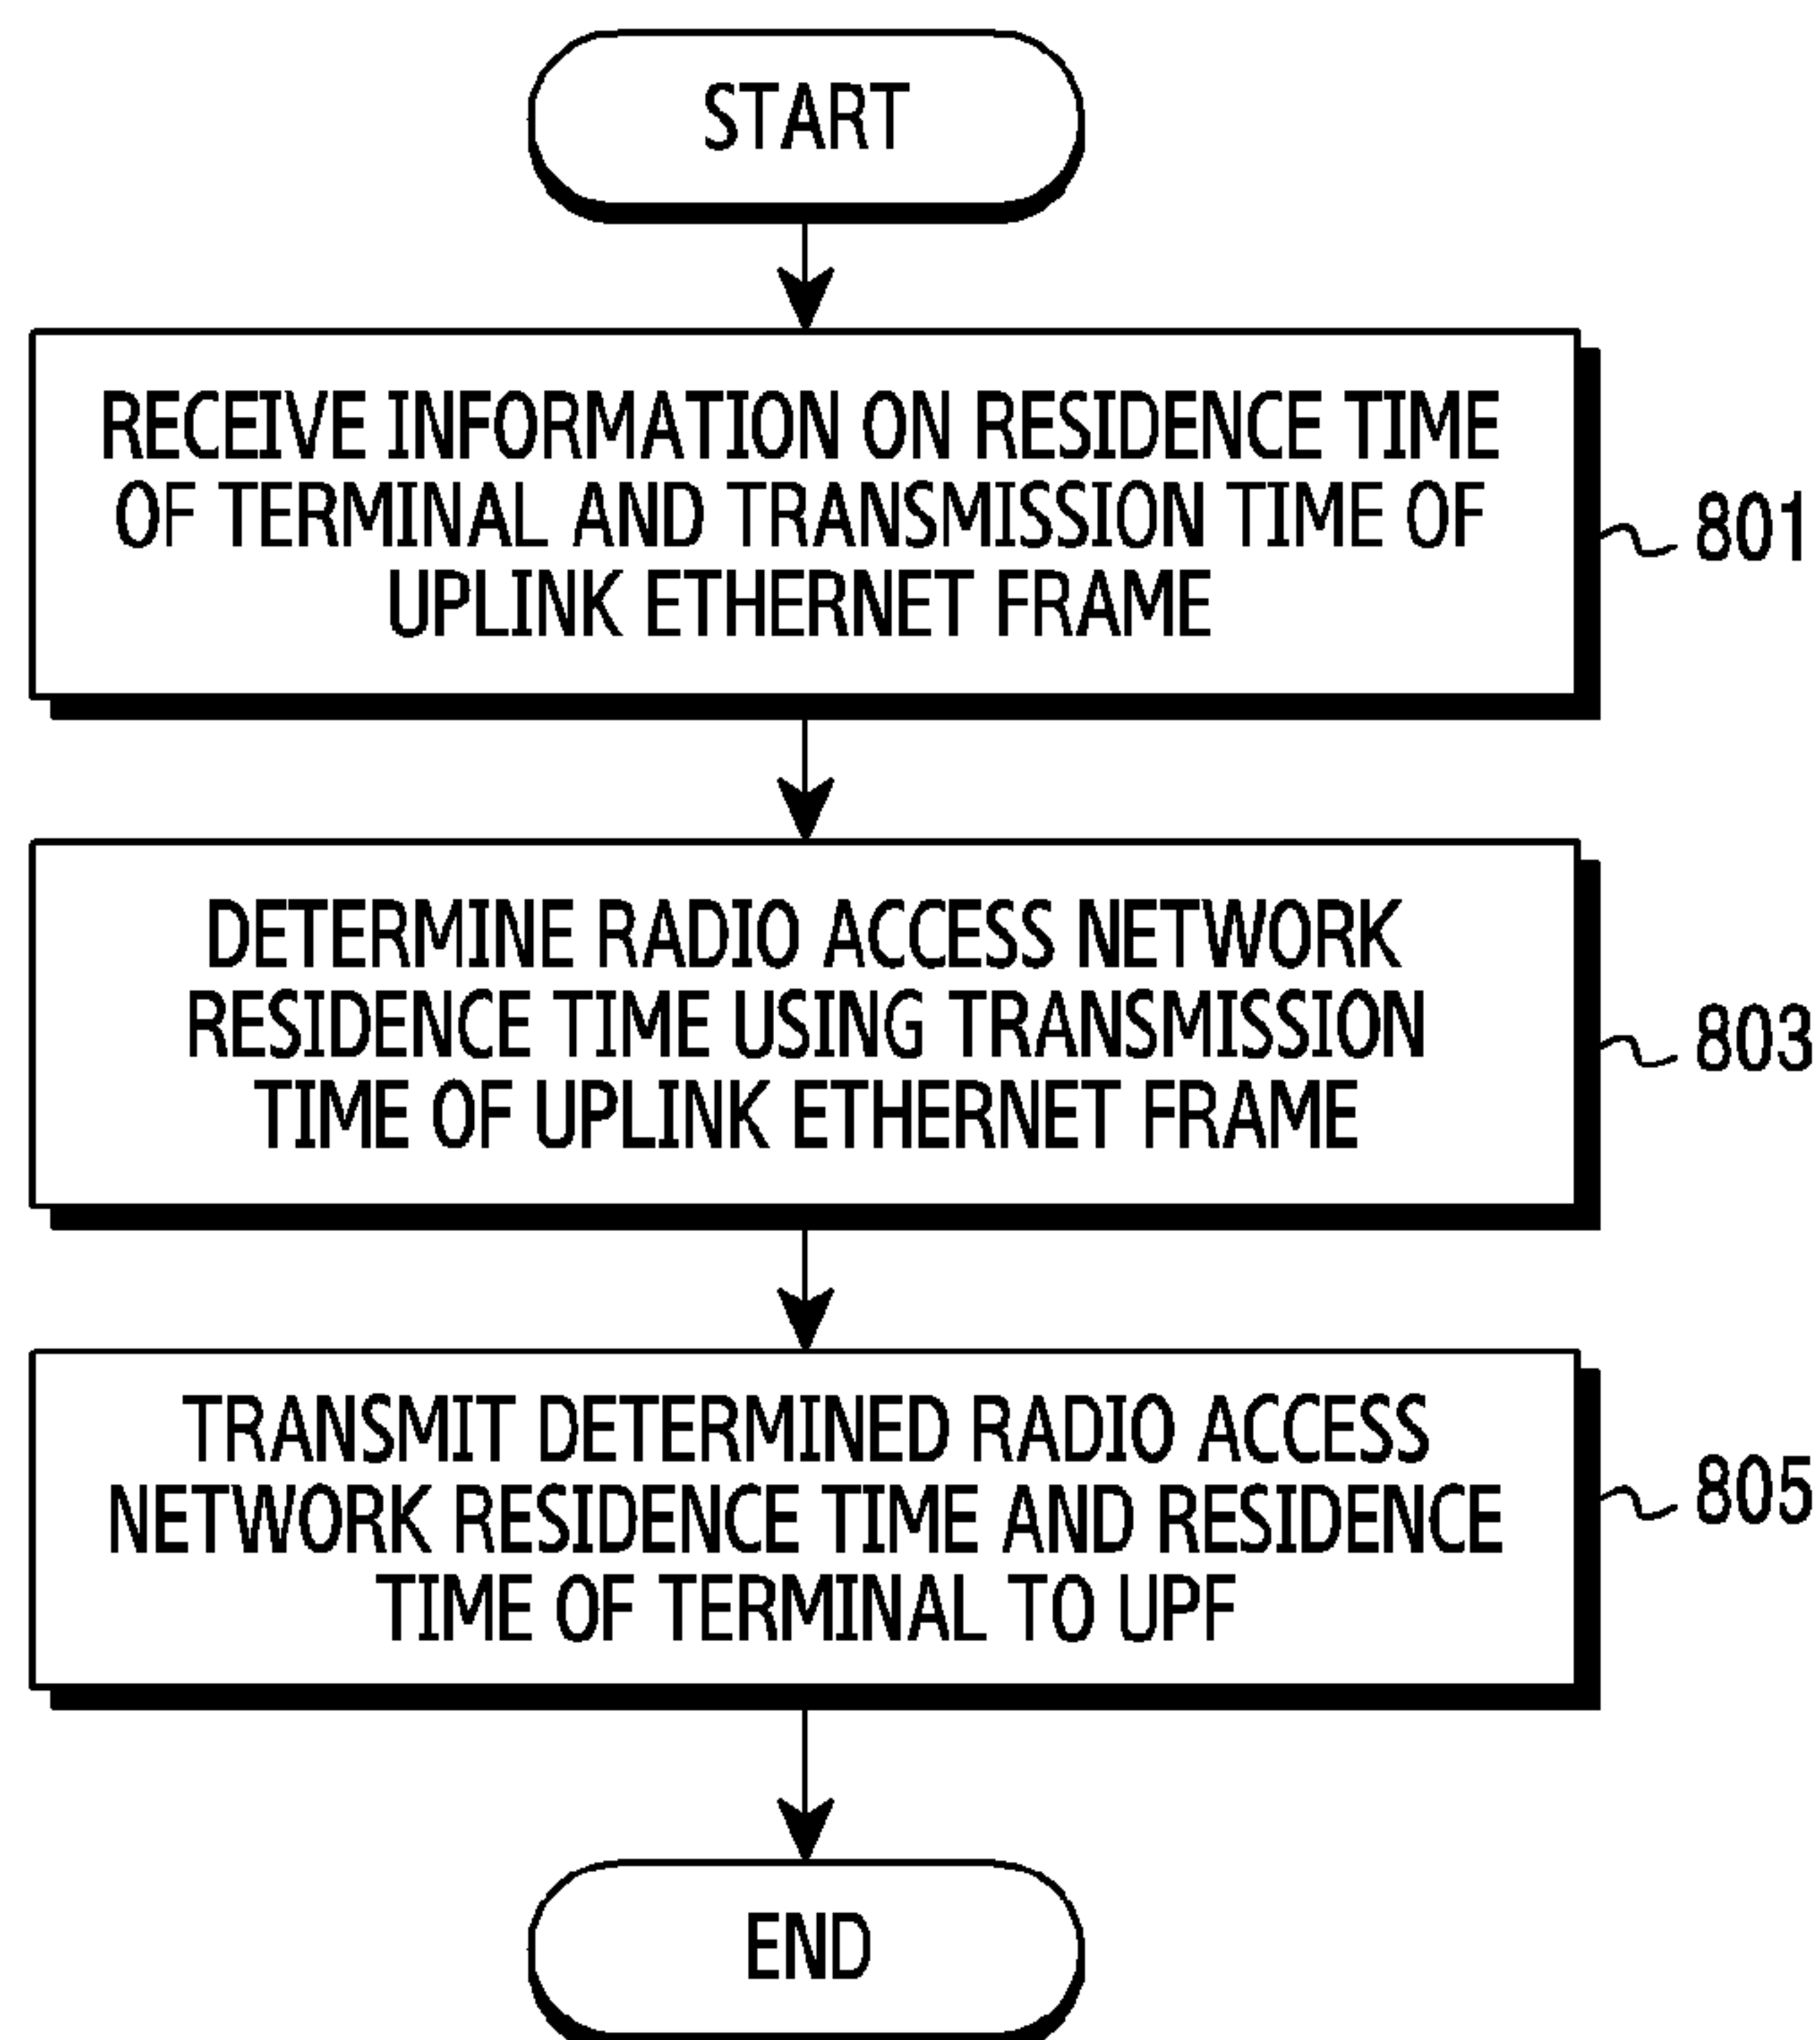 START
RECEIVE INFORMATION ON RESIDENCE TIME
OF TERMINAL AND TRANSMISSION TIME OF
UPLINK ETHERNET FRAME
801
DETERMINE RADIO ACCESS NETWORK
RESIDENCE TIME USING TRANSMISSION
TIME OF UPLINK ETHERNET FRAME
803
TRANSMIT DETERMINED RADIO ACCESS
NETWORK RESIDENCE TIME AND RESIDENCE
TIME OF TERMINAL TO UPF
805
END